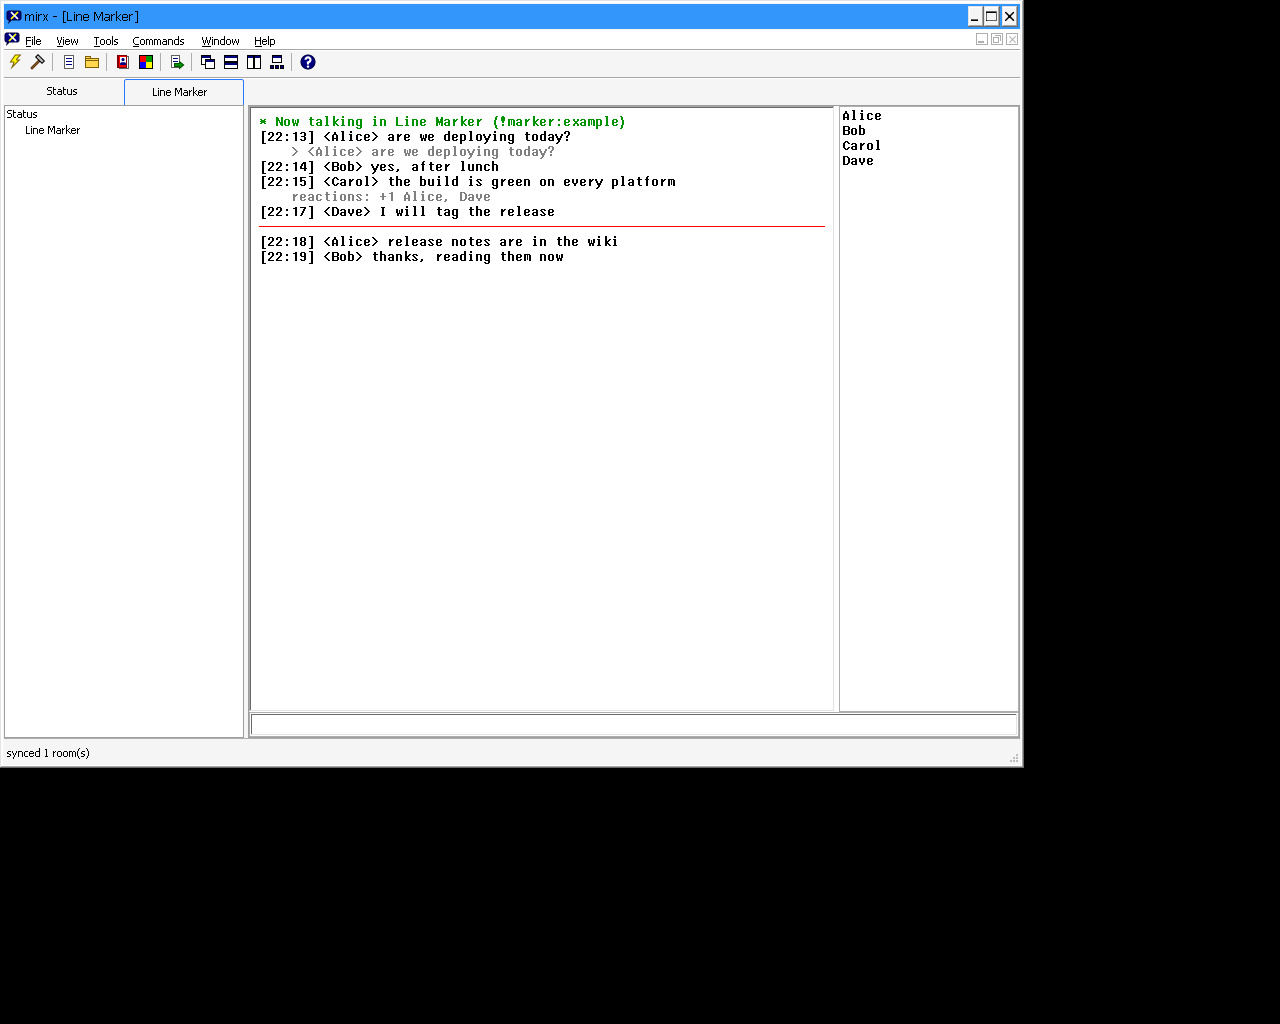 mirx - [Line Marker]
File View Tools Commands Window Help
Status Line Marker
Status
Line Marker
* Now talking in Line Marker (!marker:example)
[22:13] <Alice> are we deploying today?
> <Alice> are we deploying today?
[22:14] <Bob> yes, after lunch
[22:15] <Carol> the build is green on every platform
reactions: +1 Alice, Dave
[22:17] <Dave> I will tag the release
[22:18] <Alice> release notes are in the wiki
[22:19] <Bob> thanks, reading them now
Alice
Bob
Carol
Dave
synced 1 room(s)